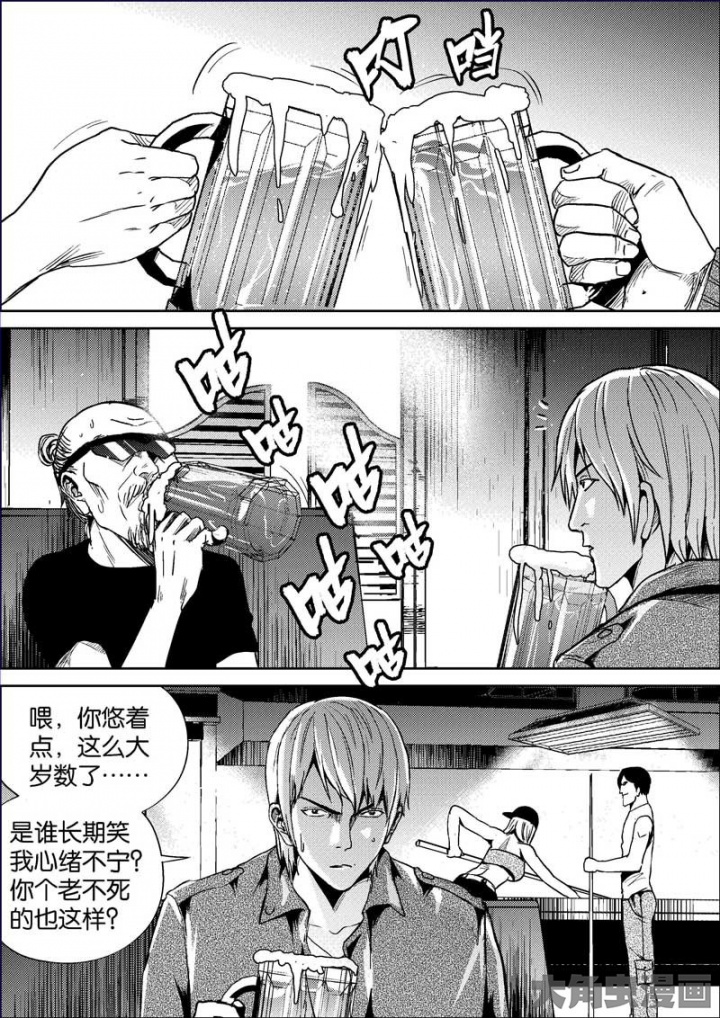 叮
当
咕
咕
咕
咕
咕
咕
喂，你悠着
点，这么大
岁数了……
是谁长期笑
我心绪不宁？
你个老不死
的也这样？
大角虫漫画